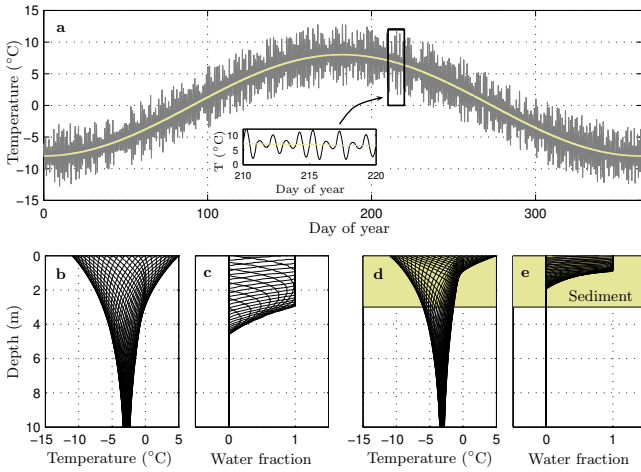 15
10
5
0
−5
−10
−15
Temperature (°C)
a
10
5
0
T (°C)
210
215
220
Day of year
0
100
200
300
Day of year
0
2
4
6
8
10
Depth (m)
b
−15
−10
−5
0
5
Temperature (°C)
c
0
1
Water fraction
d
−15
−10
−5
0
5
Temperature (°C)
e
Sediment
0
1
Water fraction